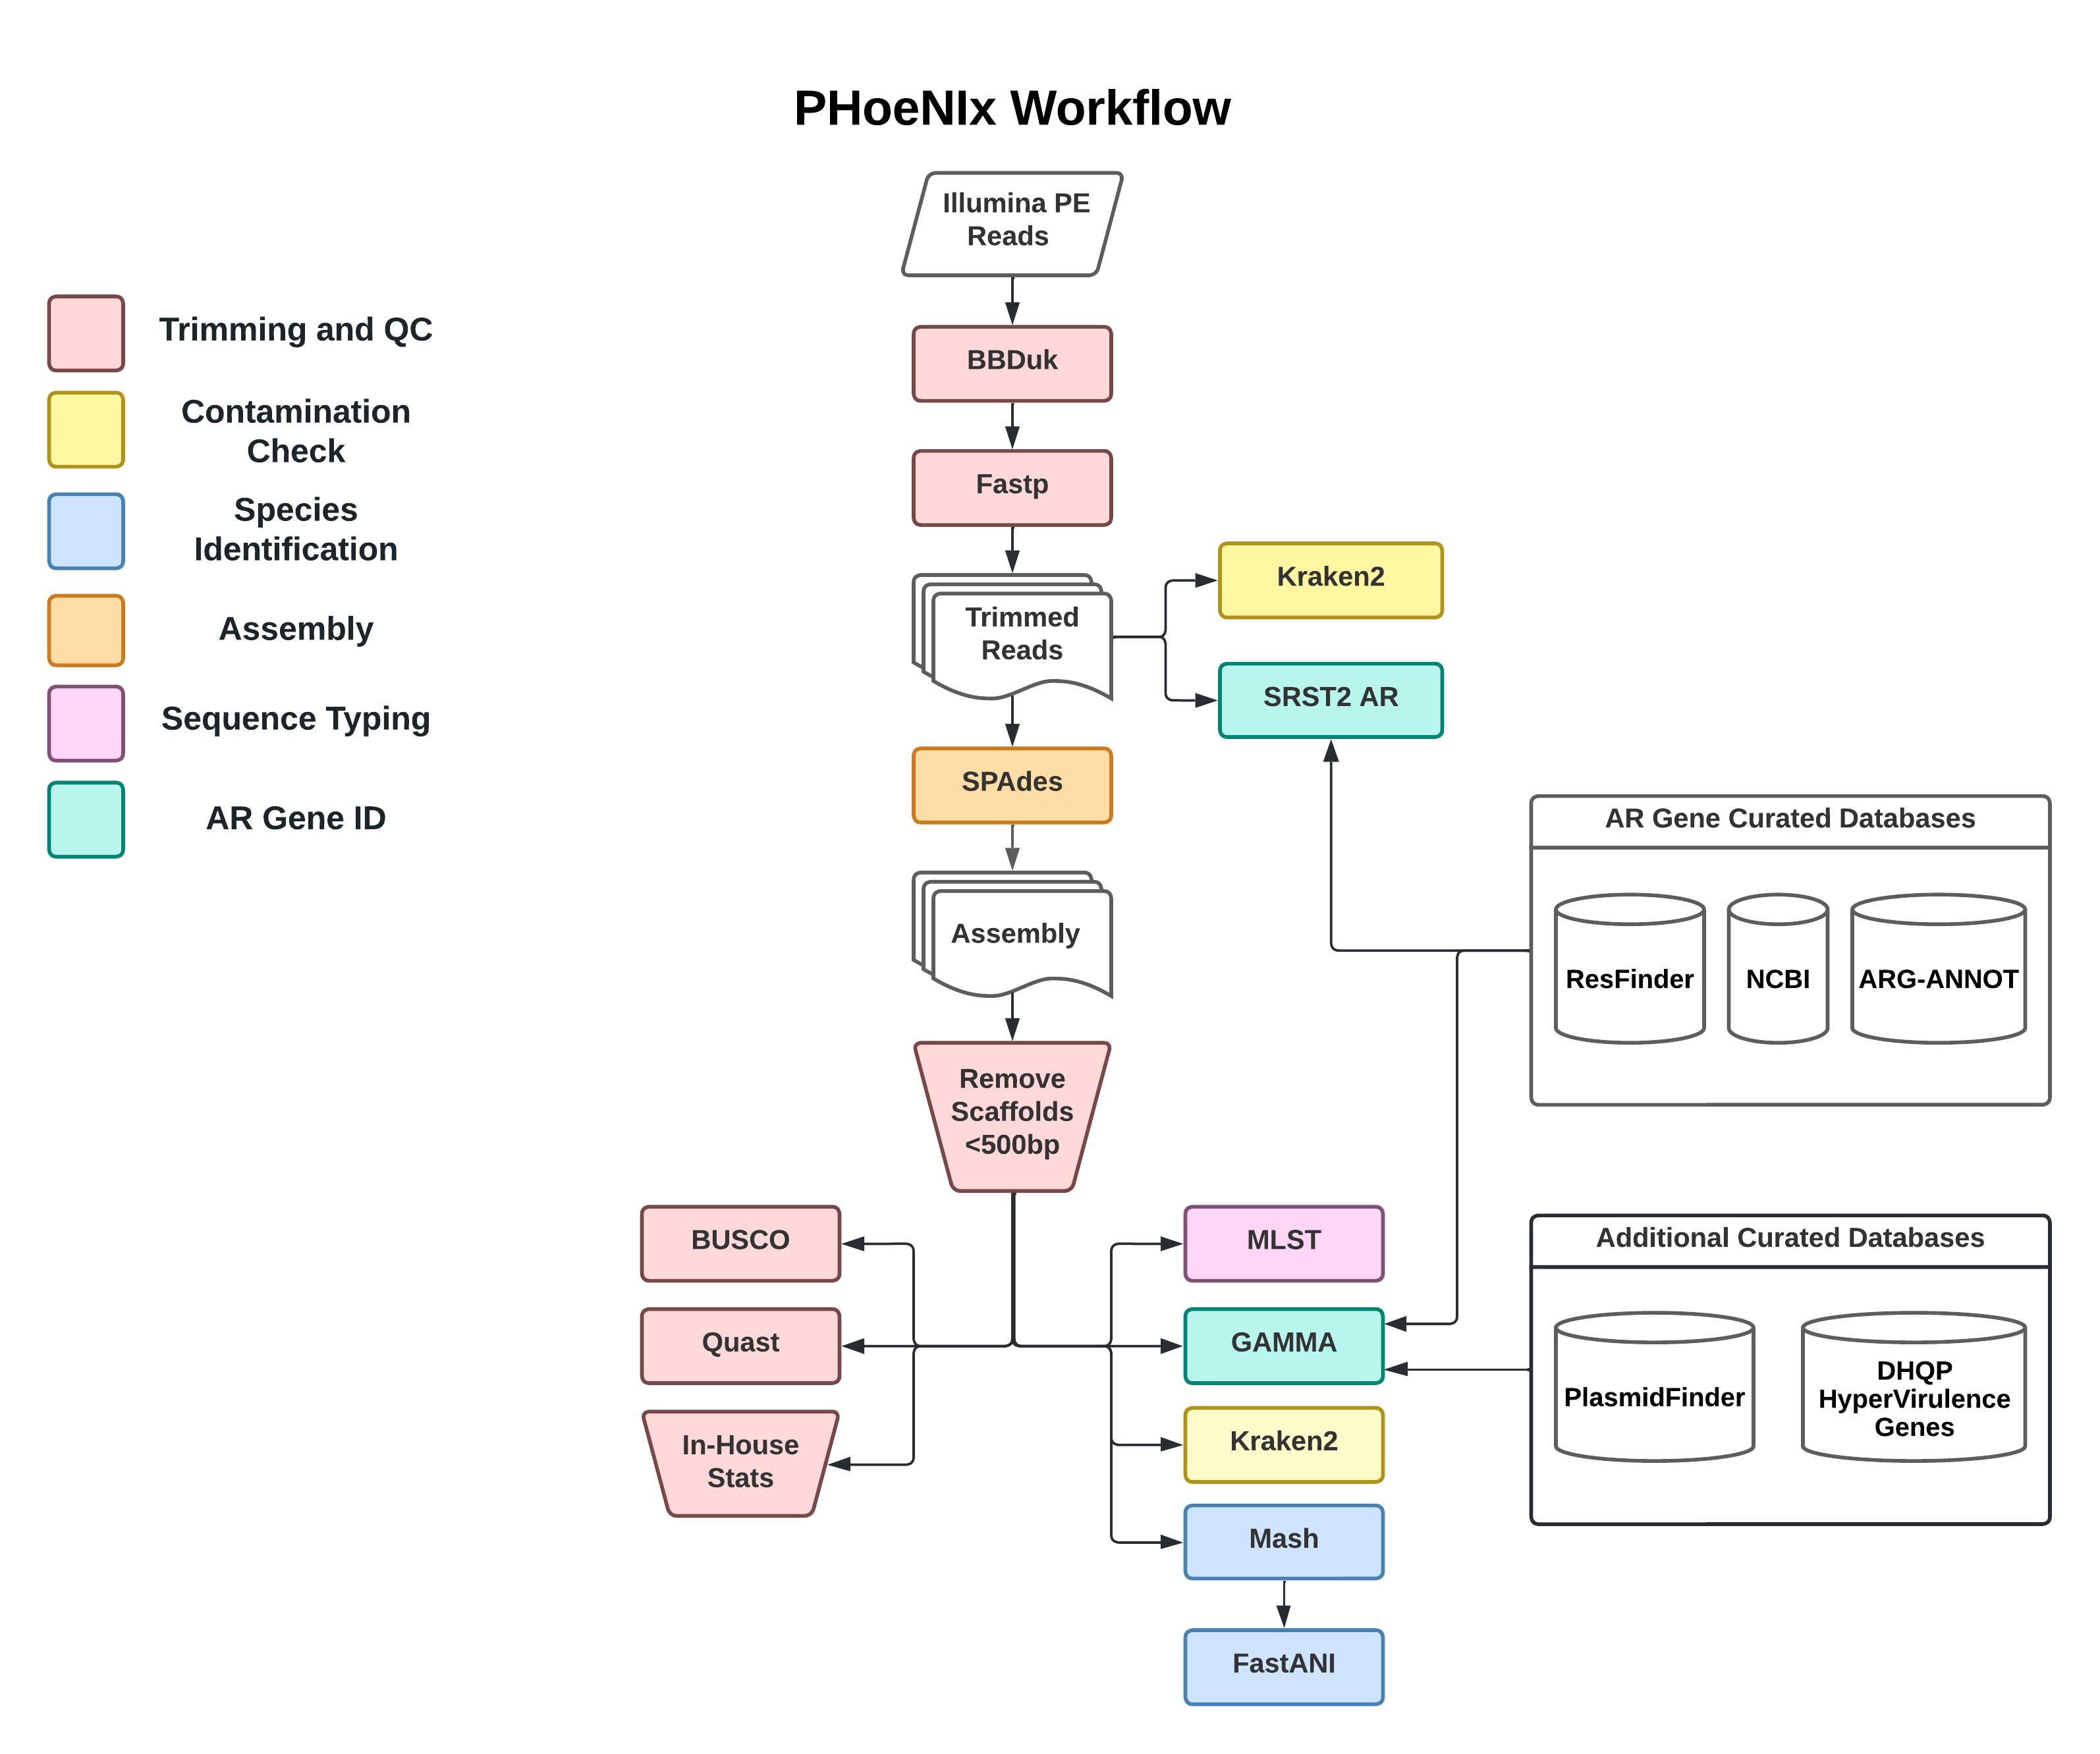 PHoeNIx Workflow
Illumina PE
Reads
BBDuk
Fastp
Trimmed
Reads
Kraken2
SRST2 AR
SPAdes
Assembly
Remove
Scaffolds
<500bp
BUSCO
Quast
In-House
Stats
MLST
GAMMA
Kraken2
Mash
FastANI
Trimming and QC
Contamination
Check
Species
Identification
Assembly
Sequence Typing
AR Gene ID
AR Gene Curated Databases
ResFinder
NCBI
ARG-ANNOT
Additional Curated Databases
PlasmidFinder
DHQP
HyperVirulence
Genes